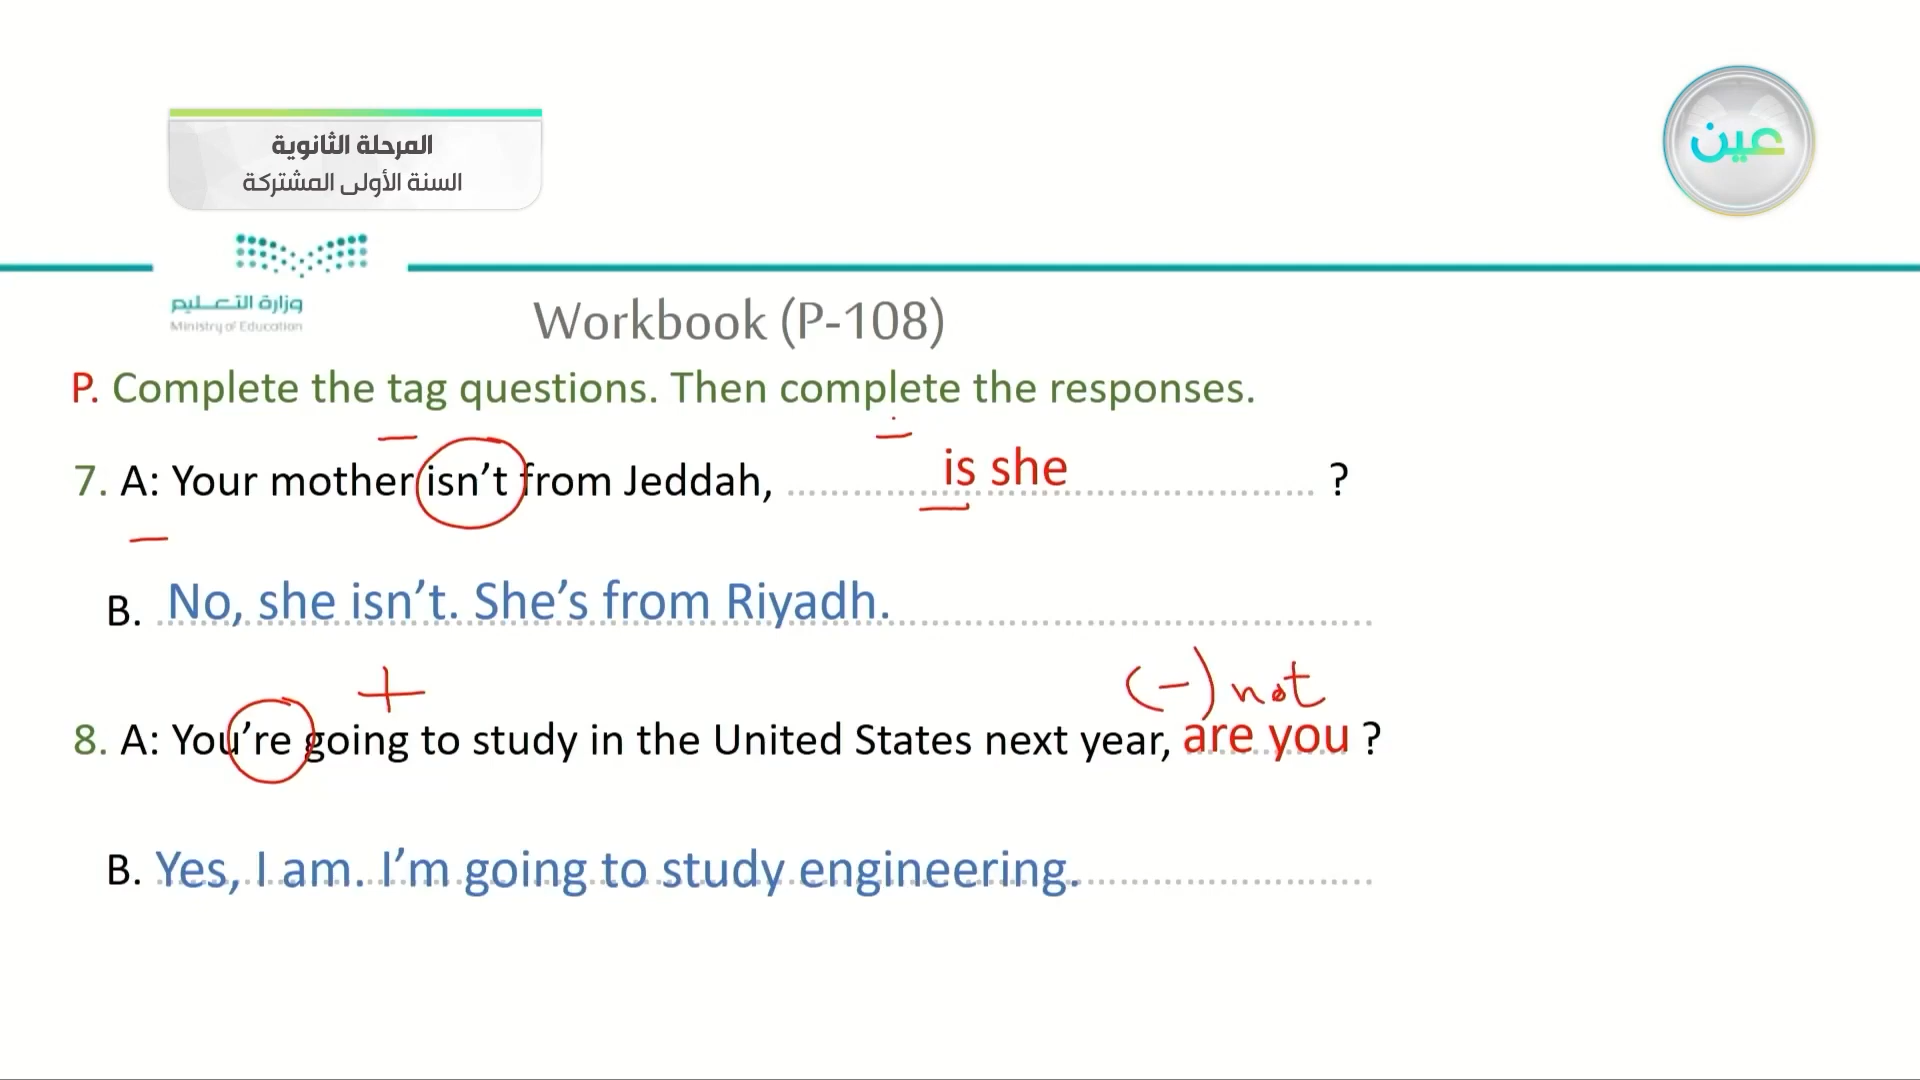 المرحلة الثانوية
السنة الأولى المشتركة
عين
وزارة التعليم
Ministry of Education
Workbook (P-108)
P. Complete the tag questions. Then complete the responses.
7. A: Your mother isn't from Jeddah, is she ?
B. No, she isn't. She's from Riyadh.
+ (-) not
8. A: You're going to study in the United States next year, are you ?
B. Yes, I am. I'm going to study engineering.